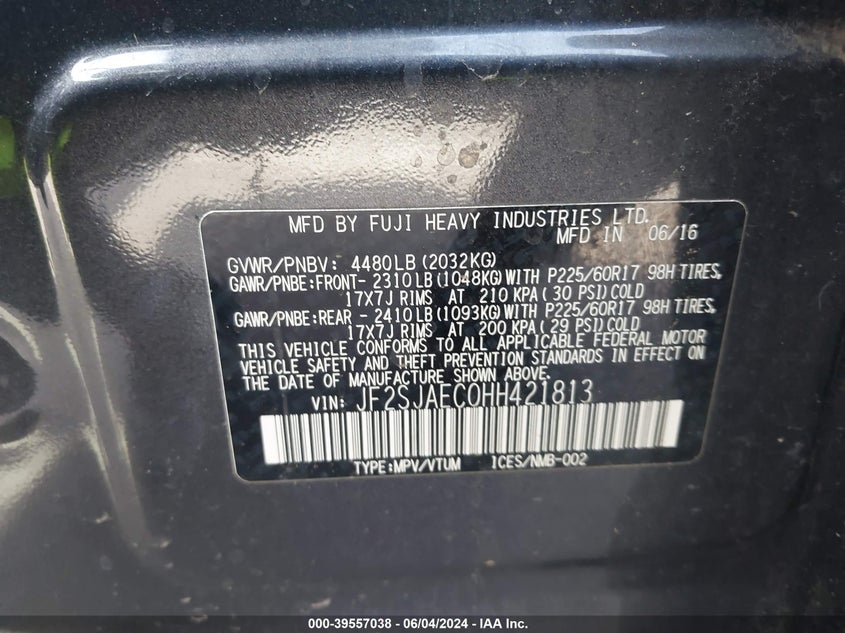 MFD BY FUJI HEAVY INDUSTRIES LTD.
MFD IN 06/16
GVWR/PNBV: 4480LB(2032KG)
GAWR/PNBE:FRONT- 2310LB(1048KG)WITH P225/60R17 98H TIRES,
17X7J RIMS AT 210 KPA( 30 PSI)COLD
GAWR/PNBE:REAR - 2410LB(1093KG)WITH P225/60R17 98H TIRES,
17X7J RIMS AT 200 KPA( 29 PSI)COLD
THIS VEHICLE CONFORMS TO ALL APPLICABLE FEDERAL MOTOR
VEHICLE SAFETY AND THEFT PREVENTION STANDARDS IN EFFECT ON
THE DATE OF MANUFACTURE SHOWN ABOVE.
VIN: JF2SJAEC0HH421813
TYPE:MPV/VTUM ICES/NMB-002
000-39557038 - 06/04/2024 - IAA Inc.